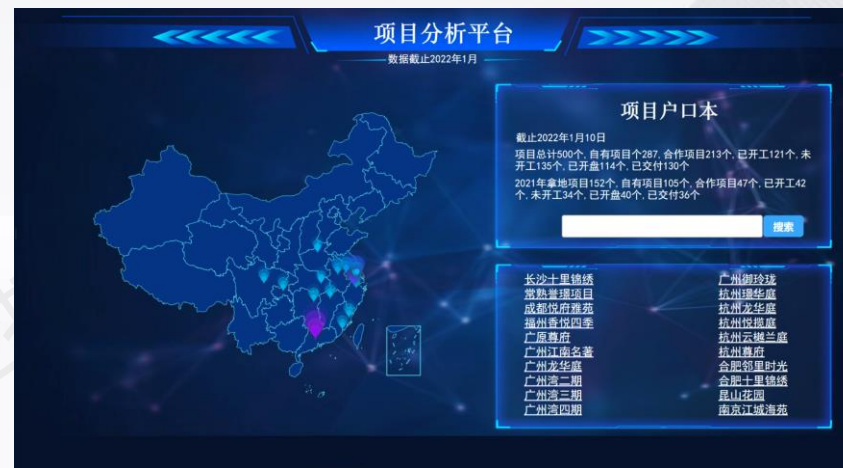 项目分析平台
数据截止2022年1月
项目户口本
截止2022年1月10日
项目总计500个, 自有项目个287, 合作项目213个, 已开工121个, 未
开工135个, 已开盘114个, 已交付130个
2021年拿地项目152个, 自有项目105个, 合作项目47个, 已开工42
个, 未开工34个, 已开盘40个, 已交付36个
搜索
长沙十里锦绣
常熟誉璟项目
成都悦府雅苑
福州香悦四季
广原尊府
广州江南名著
广州龙华庭
广州湾二期
广州湾三期
广州湾四期
广州御玲珑
杭州璟华庭
杭州龙华庭
杭州悦揽庭
杭州云樾兰庭
杭州尊府
合肥邻里时光
合肥十里锦绣
昆山花园
南京江城海苑